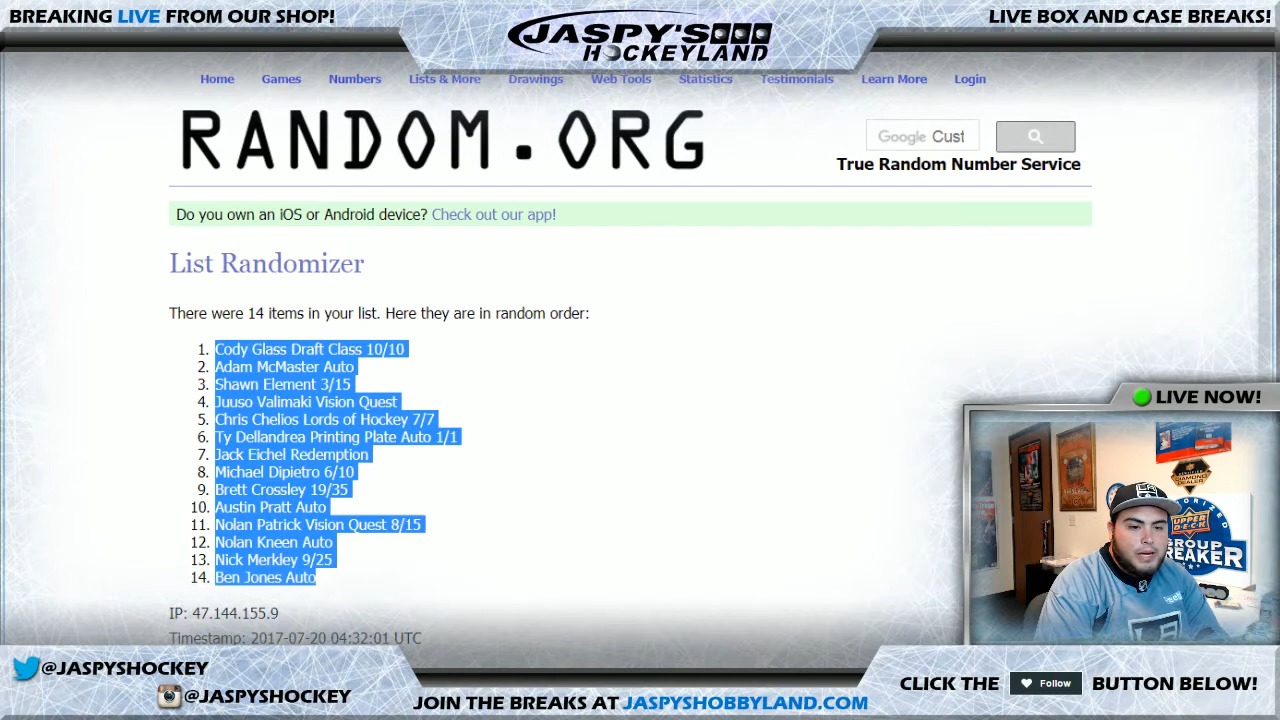 BREAKING LIVE FROM OUR SHOP!
JASPY'S
HOCKEYLAND
LIVE BOX AND CASE BREAKS!
Home Games Numbers Lists & More Drawings Web Tools Statistics Testimonials Learn More Login
RANDOM.ORG
Google Cust
True Random Number Service
Do you own an iOS or Android device? Check out our app!
List Randomizer
There were 14 items in your list. Here they are in random order:
1. Cody Glass Draft Class 10/10
2. Adam McMaster Auto
3. Shawn Element 3/15
4. Juuso Valimaki Vision Quest
5. Chris Chelios Lords of Hockey 7/7
6. Ty Dellandrea Printing Plate Auto 1/1
7. Jack Eichel Redemption
8. Michael Dipietro 6/10
9. Brett Crossley 19/35
10. Austin Pratt Auto
11. Nolan Patrick Vision Quest 8/15
12. Nolan Kneen Auto
13. Nick Merkley 9/25
14. Ben Jones Auto
IP: 47.144.155.9
Timestamp: 2017-07-20 04:32:01 UTC
LIVE NOW!
DIAMOND
DEALER
UPPER
DECK
GROUP
BREAKER
LA
@JASPYSHOCKEY
@JASPYSHOCKEY
JOIN THE BREAKS AT JASPYSHOBBYLAND.COM
CLICK THE Follow BUTTON BELOW!